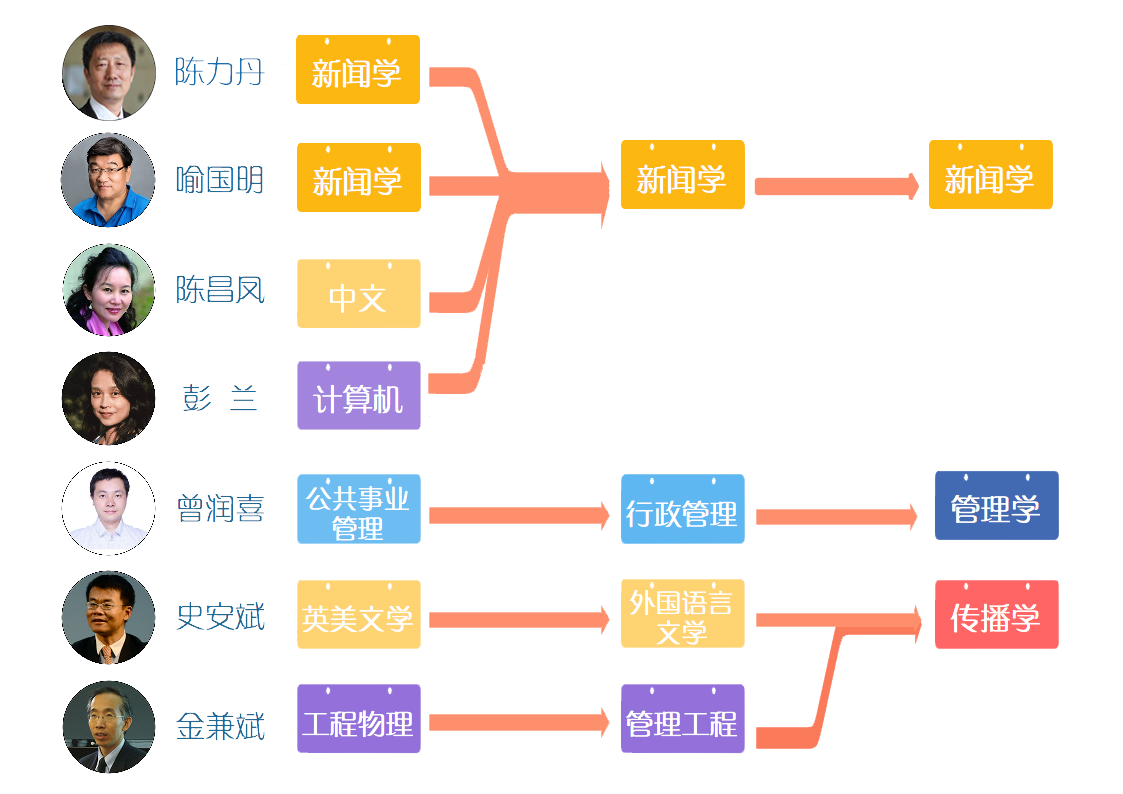 陈力丹 新闻学
喻国明 新闻学 新闻学 新闻学
陈昌凤 中文
彭 兰 计算机
曾润喜 公共事业 行政管理 管理学
管理
史安斌 英美文学 外国语言 传播学
文学
金兼斌 工程物理 管理工程